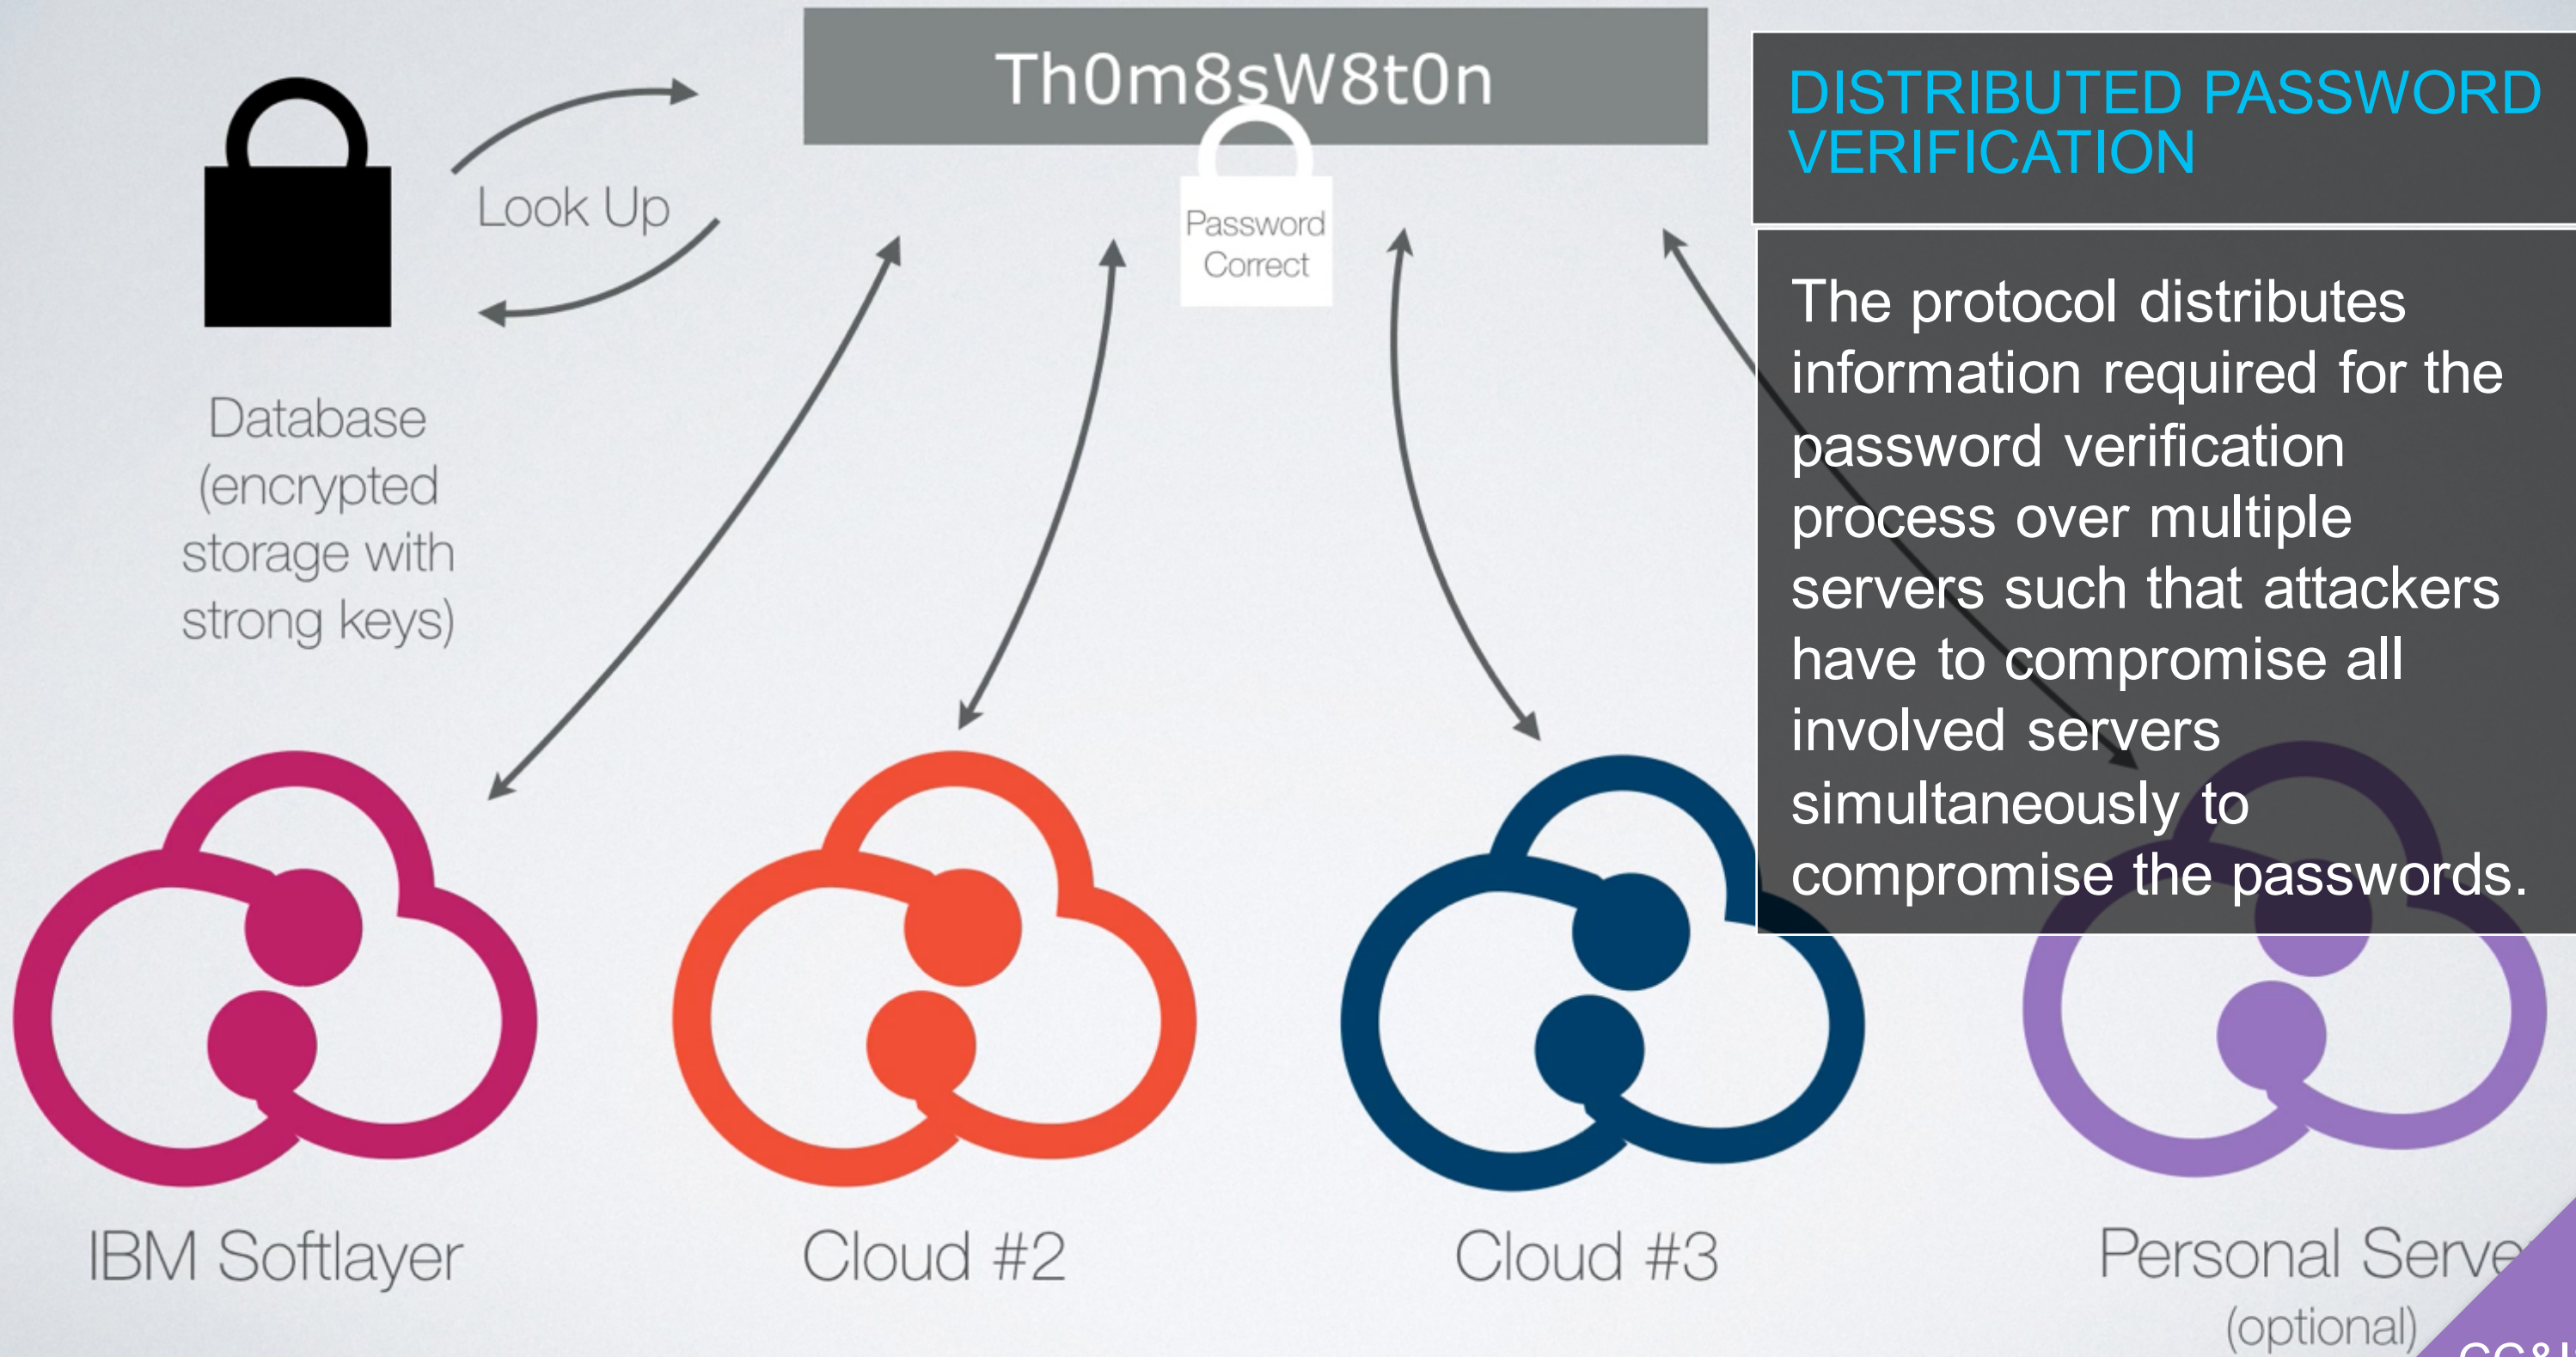 Th0m8sW8t0n
Look Up
Password
Correct
Database
(encrypted
storage with
strong keys)
DISTRIBUTED PASSWORD
VERIFICATION
The protocol distributes
information required for the
password verification
process over multiple
servers such that attackers
have to compromise all
involved servers
simultaneously to
compromise the passwords.
IBM Softlayer
Cloud #2
Cloud #3
Personal
(optional)